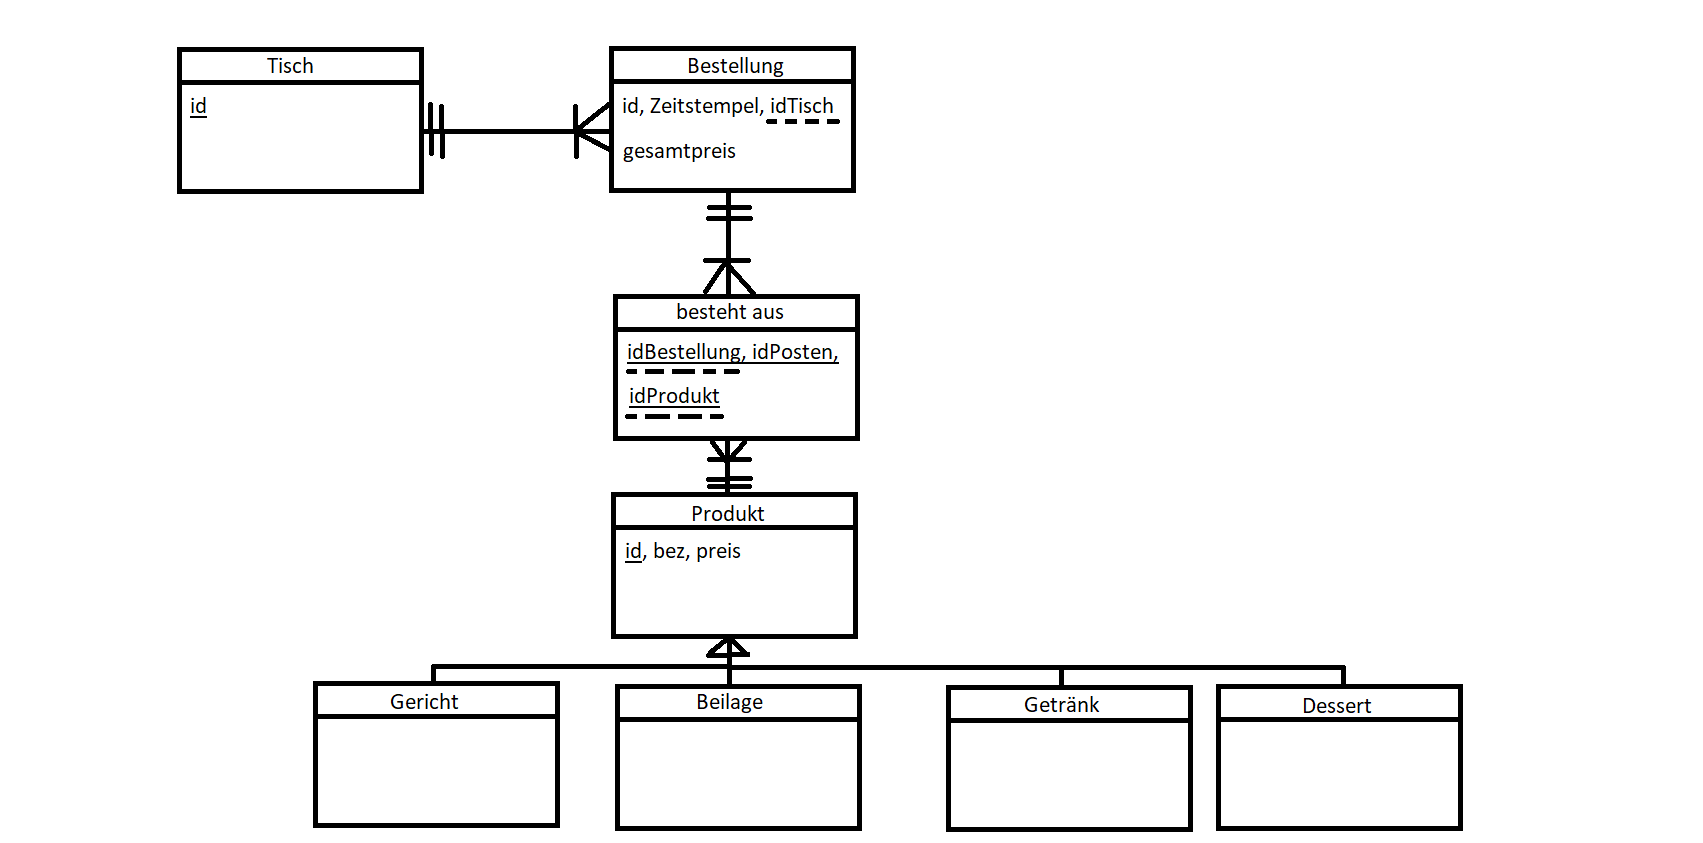 Tisch
id
Bestellung
id, Zeitstempel, idTisch
gesamtpreis
besteht aus
idBestellung, idPosten,
idProdukt
Produkt
id, bez, preis
Gericht
Beilage
Getränk
Dessert